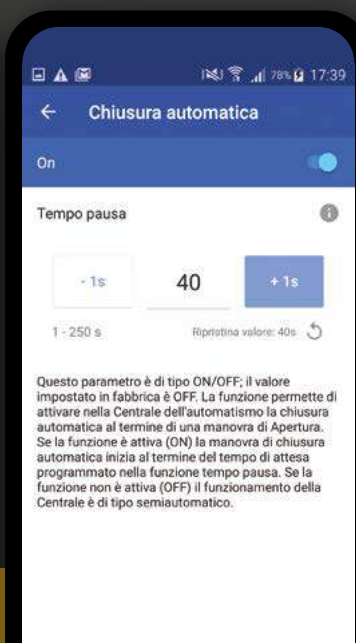 78% 17:39
← Chiusura automatica
On
Tempo pausa
- 1s 40 + 1s
1 - 250 s Ripristina valore: 40s
Questo parametro è di tipo ON/OFF; il valore
impostato in fabbrica è OFF. La funzione permette di
attivare nella Centrale dell'automatismo la chiusura
automatica al termine di una manovra di Apertura.
Se la funzione è attiva (ON) la manovra di chiusura
automatica inizia al termine del tempo di attesa
programmato nella funzione tempo pausa. Se la
funzione non è attiva (OFF) il funzionamento della
Centrale è di tipo semiautomatico.